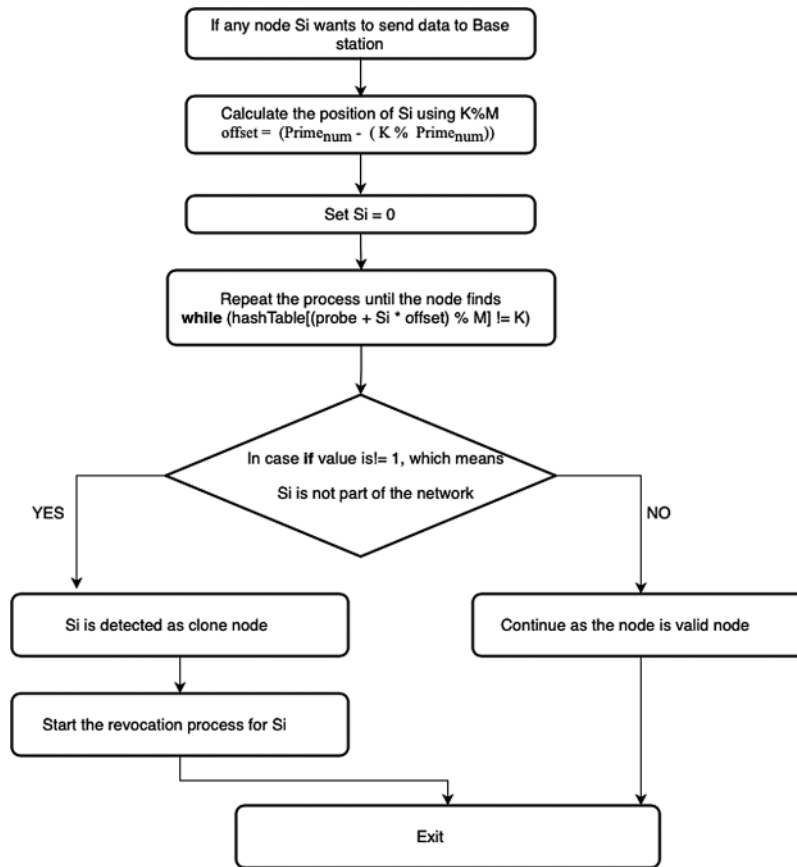 If any node Si wants to send data to Base
station
Calculate the position of Si using K%M
offset = (Prime_num - ( K % Prime_num))
Set Si = 0
Repeat the process until the node finds
while (hashTable[(probe + Si * offset) % M] != K)
In case if value is!= 1, which means
Si is not part of the network
YES
NO
Si is detected as clone node
Continue as the node is valid node
Start the revocation process for Si
Exit